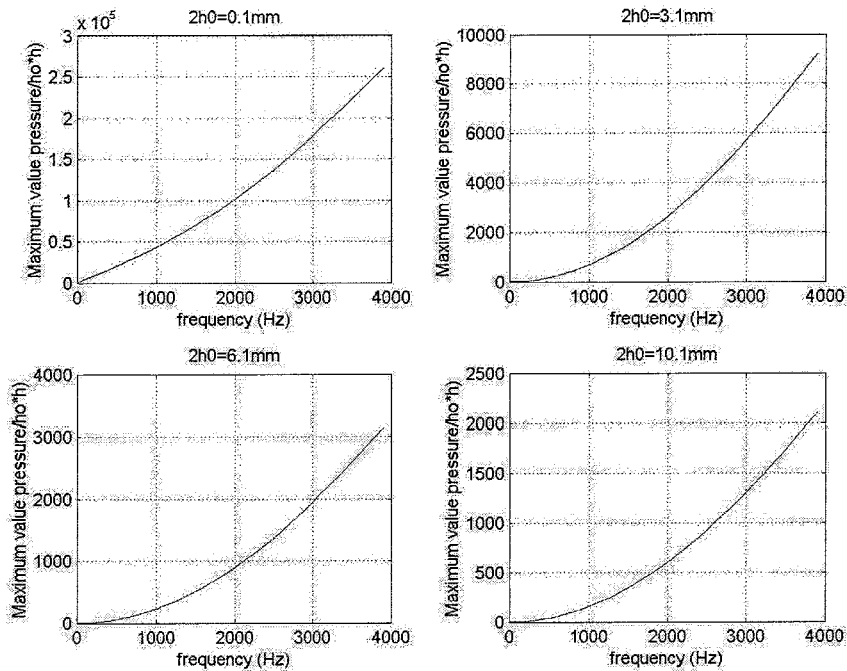 2h0=0.1mm
x 10^5
3
2.5
2
1.5
1
0.5
0
0 1000 2000 3000 4000
frequency (Hz)
Maximum value pressure/ho*h)
2h0=3.1mm
10000
8000
6000
4000
2000
0
0 1000 2000 3000 4000
frequency (Hz)
Maximum value pressure/ho*h)
2h0=6.1mm
4000
3000
2000
1000
0
0 1000 2000 3000 4000
frequency (Hz)
Maximum value pressure/ho*h)
2h0=10.1mm
2500
2000
1500
1000
500
0
0 1000 2000 3000 4000
frequency (Hz)
Maximum value pressure/ho*h)